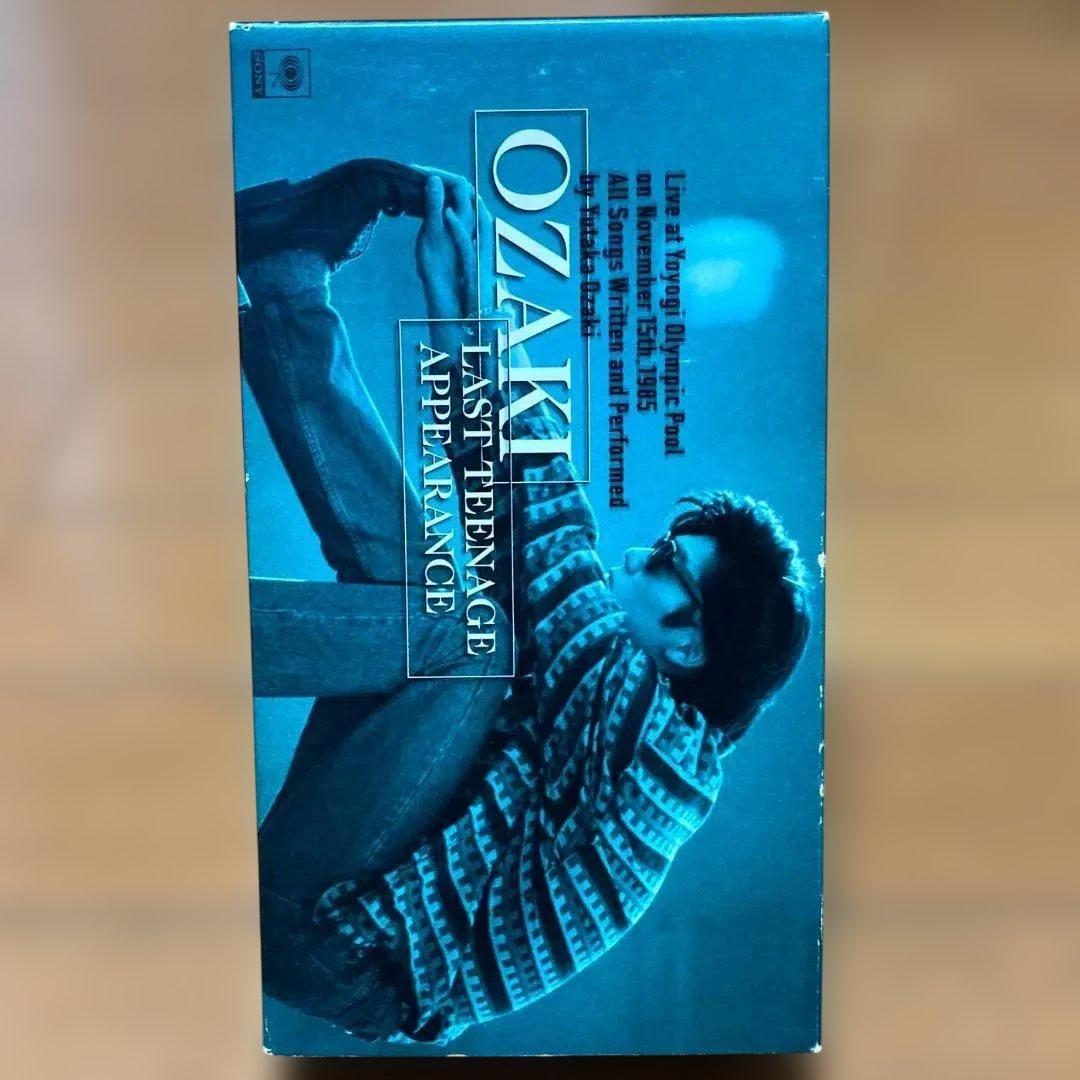 Live at Yoyogi Olympic Pool
on November 15th, 1985
All Songs Written and Performed
by Yutaka Ozaki
OZAKI
LAST TEENAGE
APPEARANCE
SONY